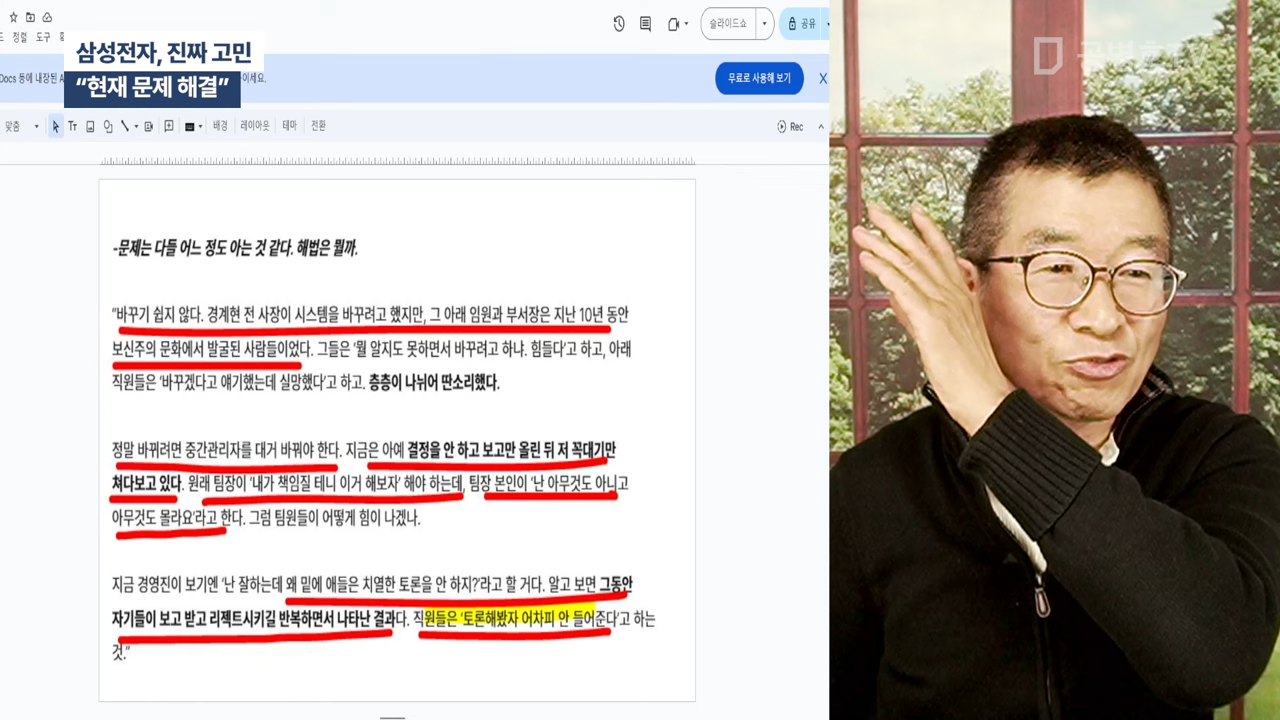 정렬 도구
슬라이드쇼
공유
삼성전자, 진짜 고민
“현재 문제 해결”
Docs 등에 내장된
무료로 사용해 보기
X
맞춤
배경 레이아웃 테마 전환
Rec
-문제는 다들 어느 정도 아는 것 같다. 해법은 뭘까.
"바꾸기 쉽지 않다. 경계현 전 사장이 시스템을 바꾸려고 했지만, 그 아래 임원과 부서장은 지난 10년 동안
보신주의 문화에서 발굴된 사람들이었다. 그들은 '뭘 알지도 못하면서 바꾸려고 하냐. 힘들다'고 하고, 아래
직원들은 '바꾸겠다고 얘기했는데 실망했다'고 하고. 층층이 나뉘어 딴소리했다.
정말 바뀌려면 중간관리자를 대거 바꿔야 한다. 지금은 아예 결정을 안 하고 보고만 올린 뒤 저 꼭대기만
쳐다보고 있다. 원래 팀장이 '내가 책임질 테니 이거 해보자' 해야 하는데, 팀장 본인이 '난 아무것도 아니고
아무것도 몰라요'라고 한다. 그럼 팀원들이 어떻게 힘이 나겠나.
지금 경영진이 보기엔 '난 잘하는데 왜 밑에 애들은 치열한 토론을 안 하지?'라고 할 거다. 알고 보면 그동안
자기들이 보고 받고 리젝트시키길 반복하면서 나타난 결과다. 직원들은 '토론해봤자 어차피 안 들어준다'고 하는
것."